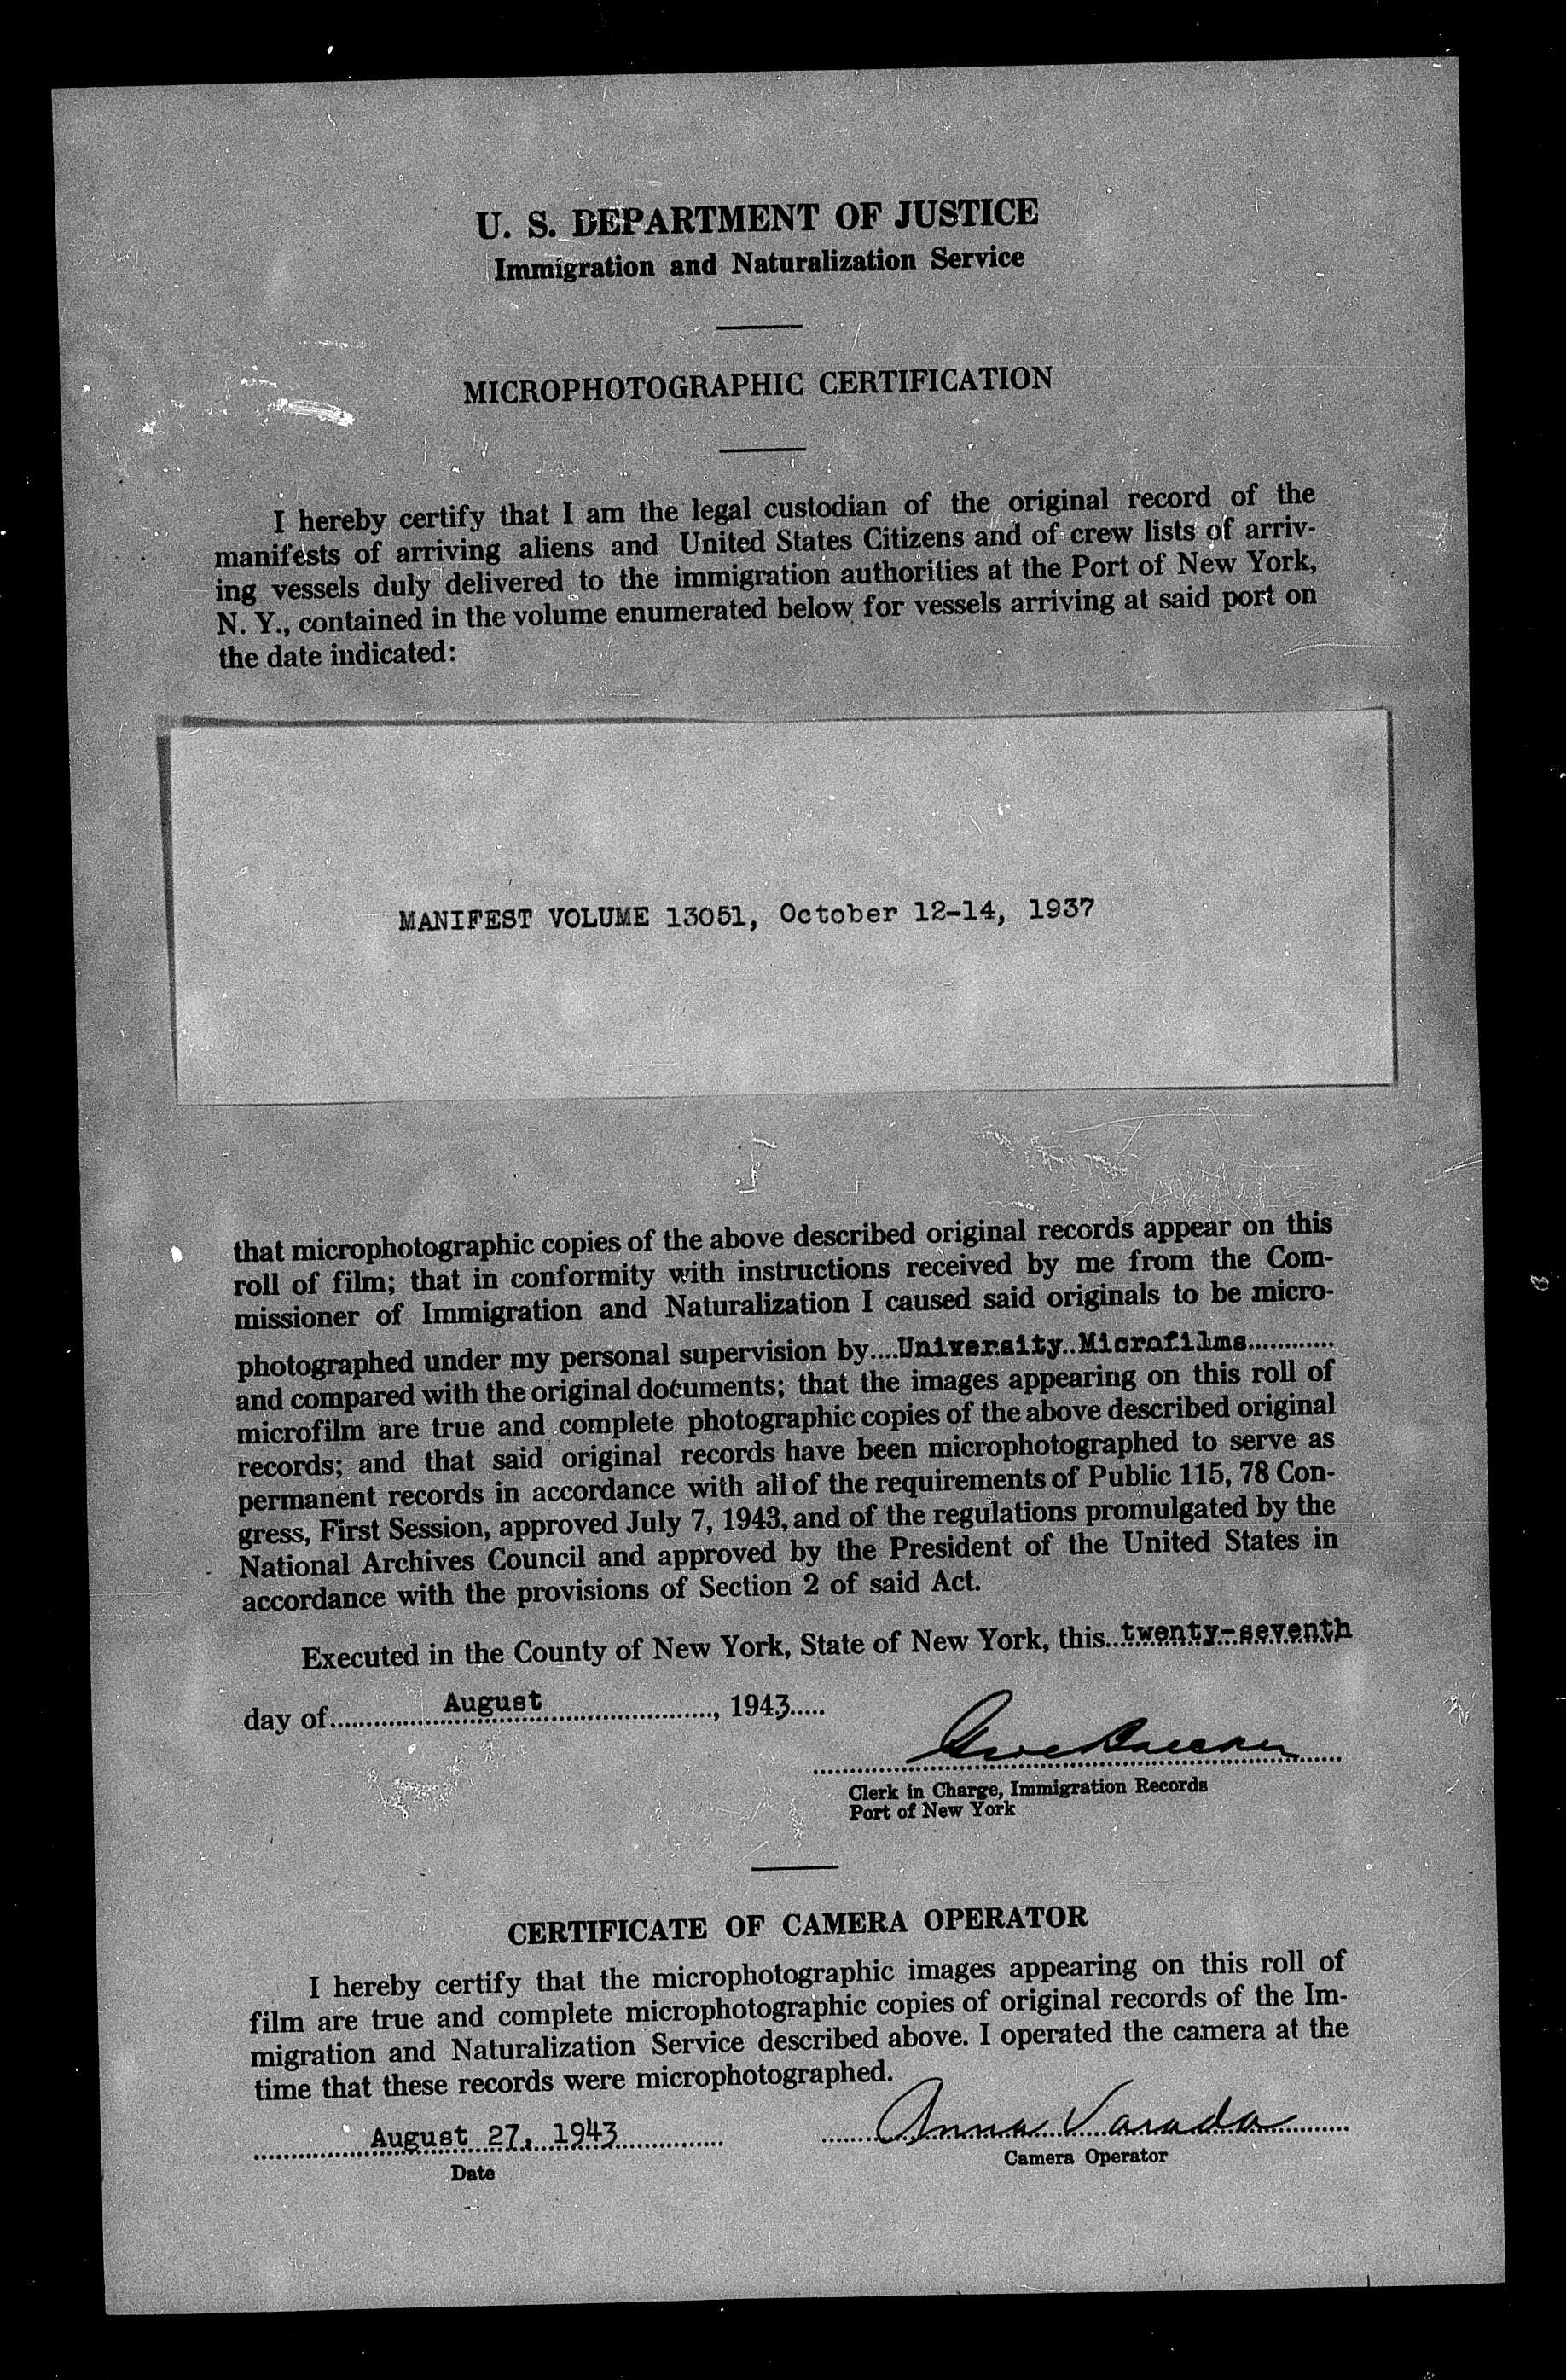 U. S. DEPARTMENT OF JUSTICE
Immigration and Naturalization Service
MICROPHOTOGRAPHIC CERTIFICATION
I hereby certify that I am the legal custodian of the original record of the
manifests of arriving aliens and United States Citizens and of crew lists of arriv-
ing vessels duly delivered to the immigration authorities at the Port of New York,
N. Y., contained in the volume enumerated below for vessels arriving at said port on
the date indicated:
MANIFEST VOLUME 13051, October 12-14, 1937
that microphotographic copies of the above described original records appear on this
roll of film; that in conformity with instructions received by me from the Com-
missioner of Immigration and Naturalization I caused said originals to be micro-
photographed under my personal supervision by....University..Microfilms............
and compared with the original documents; that the images appearing on this roll of
microfilm are true and complete photographic copies of the above described original
records; and that said original records have been microphotographed to serve as
permanent records in accordance with all of the requirements of Public 115, 78 Con-
gress, First Session, approved July 7, 1943, and of the regulations promulgated by the
National Archives Council and approved by the President of the United States in
accordance with the provisions of Section 2 of said Act.
Executed in the County of New York, State of New York, this..twenty-seventh
day of.................August........................, 1943.....
Clerk in Charge, Immigration Records
Port of New York
CERTIFICATE OF CAMERA OPERATOR
I hereby certify that the microphotographic images appearing on this roll of
film are true and complete microphotographic copies of original records of the Im-
migration and Naturalization Service described above. I operated the camera at the
time that these records were microphotographed.
August 27, 1943 Anna Varada
Date Camera Operator